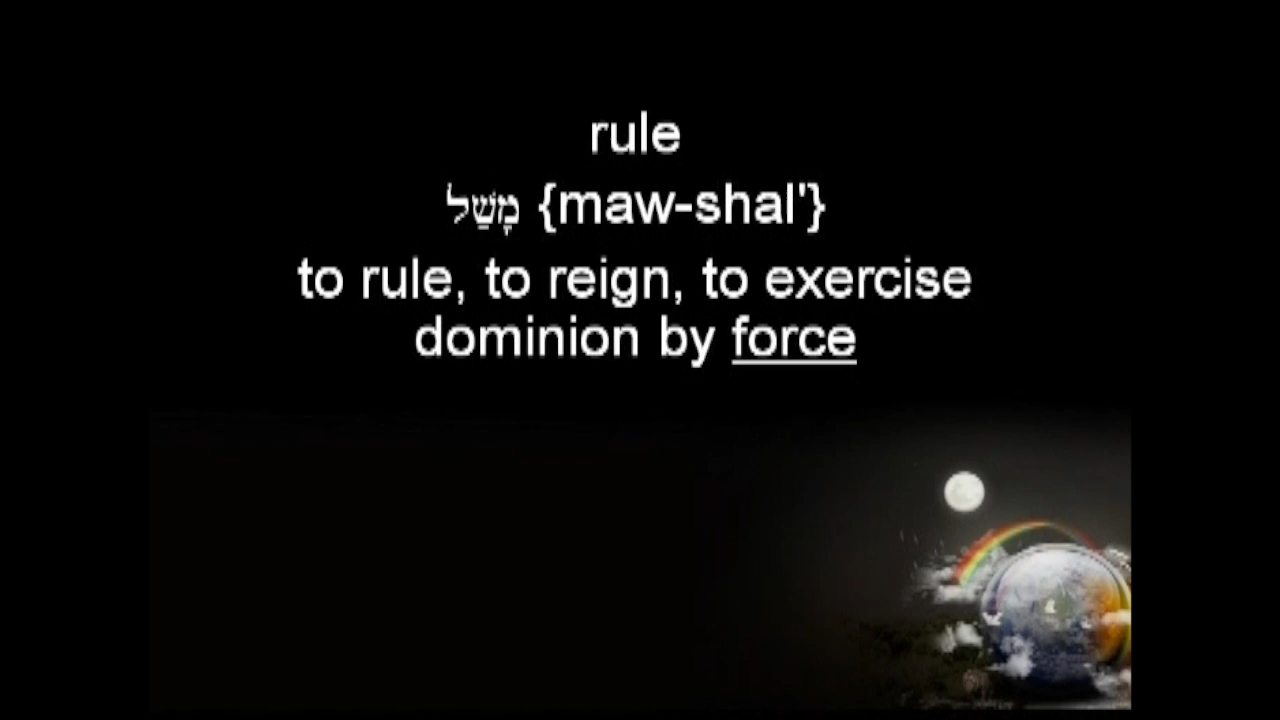 rule
מָשַׁל {maw-shal'}
to rule, to reign, to exercise
dominion by force